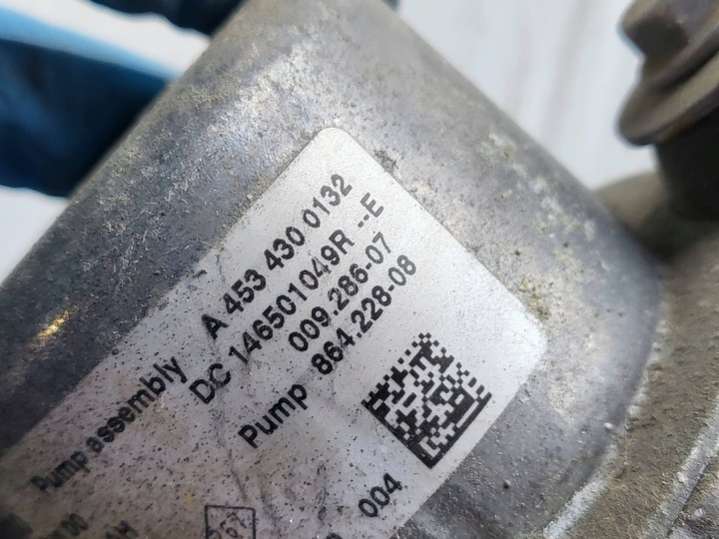 A 453 430 0132
DC 146501049R --E
Pump assembly 009.286-07
Pump 864.228-08
004